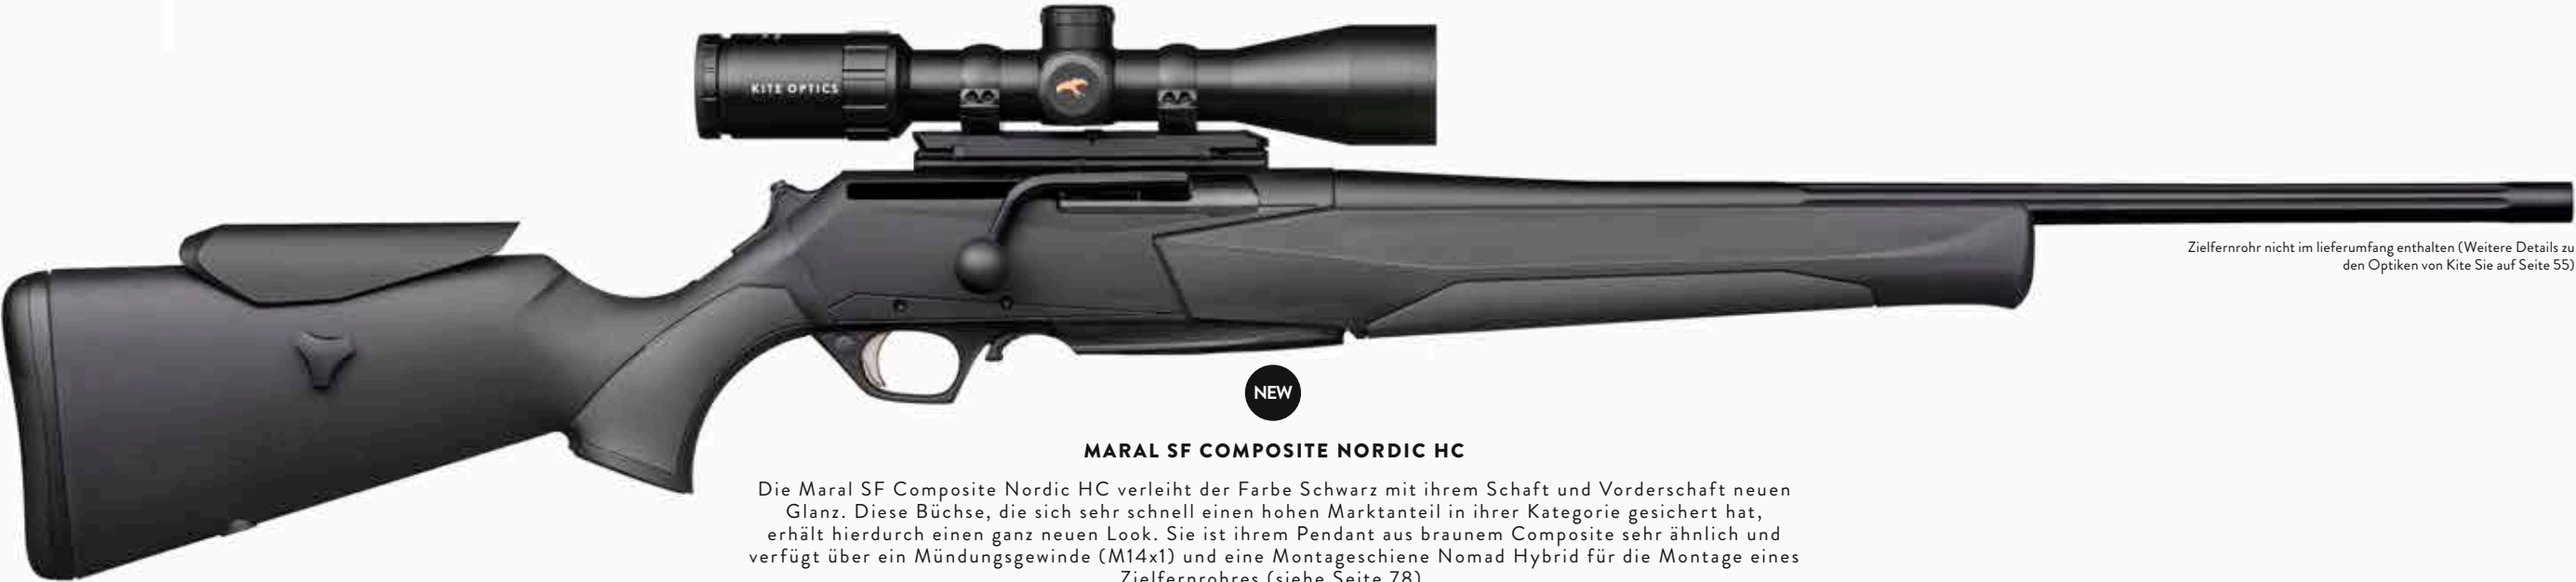 KITE OPTICS
Zielfernrohr nicht im lieferumfang enthalten (Weitere Details zu
den Optiken von Kite Sie auf Seite 55)
NEW
MARAL SF COMPOSITE NORDIC HC
Die Maral SF Composite Nordic HC verleiht der Farbe Schwarz mit ihrem Schaft und Vorderschaft neuen
Glanz. Diese Büchse, die sich sehr schnell einen hohen Marktanteil in ihrer Kategorie gesichert hat,
erhält hierdurch einen ganz neuen Look. Sie ist ihrem Pendant aus braunem Composite sehr ähnlich und
verfügt über ein Mündungsgewinde (M14x1) und eine Montageschiene Nomad Hybrid für die Montage eines
Zielfernrohres (siehe Seite 78)